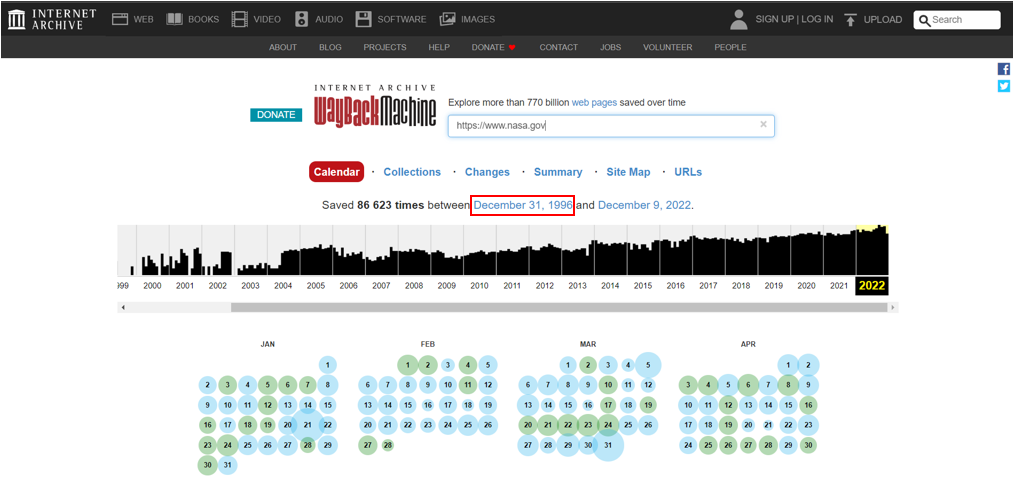 INTERNET ARCHIVE WEB BOOKS VIDEO AUDIO SOFTWARE IMAGES SIGN UP | LOG IN UPLOAD Search
ABOUT BLOG PROJECTS HELP DONATE CONTACT JOBS VOLUNTEER PEOPLE
DONATE
INTERNET ARCHIVE
WayBackMachine
Explore more than 770 billion web pages saved over time
https://www.nasa.gov
Calendar · Collections · Changes · Summary · Site Map · URLs
Saved 86 623 times between December 31, 1996 and December 9, 2022.
999 2000 2001 2002 2003 2004 2005 2006 2007 2008 2009 2010 2011 2012 2013 2014 2015 2016 2017 2018 2019 2020 2021 2022
JAN FEB MAR APR
1 1 2 3 4 5 1 2 3 4 5 1 2
2 3 4 5 6 7 8 6 7 8 9 10 11 12 6 7 8 9 10 11 12 3 4 5 6 7 8 9
9 10 11 12 13 14 15 13 14 15 16 17 18 19 13 14 15 16 17 18 19 10 11 12 13 14 15 16
16 17 18 19 20 21 22 20 21 22 23 24 25 26 20 21 22 23 24 25 26 17 18 19 20 21 22 23
23 24 25 26 27 28 29 27 28 27 28 29 30 31 24 25 26 27 28 29 30
30 31